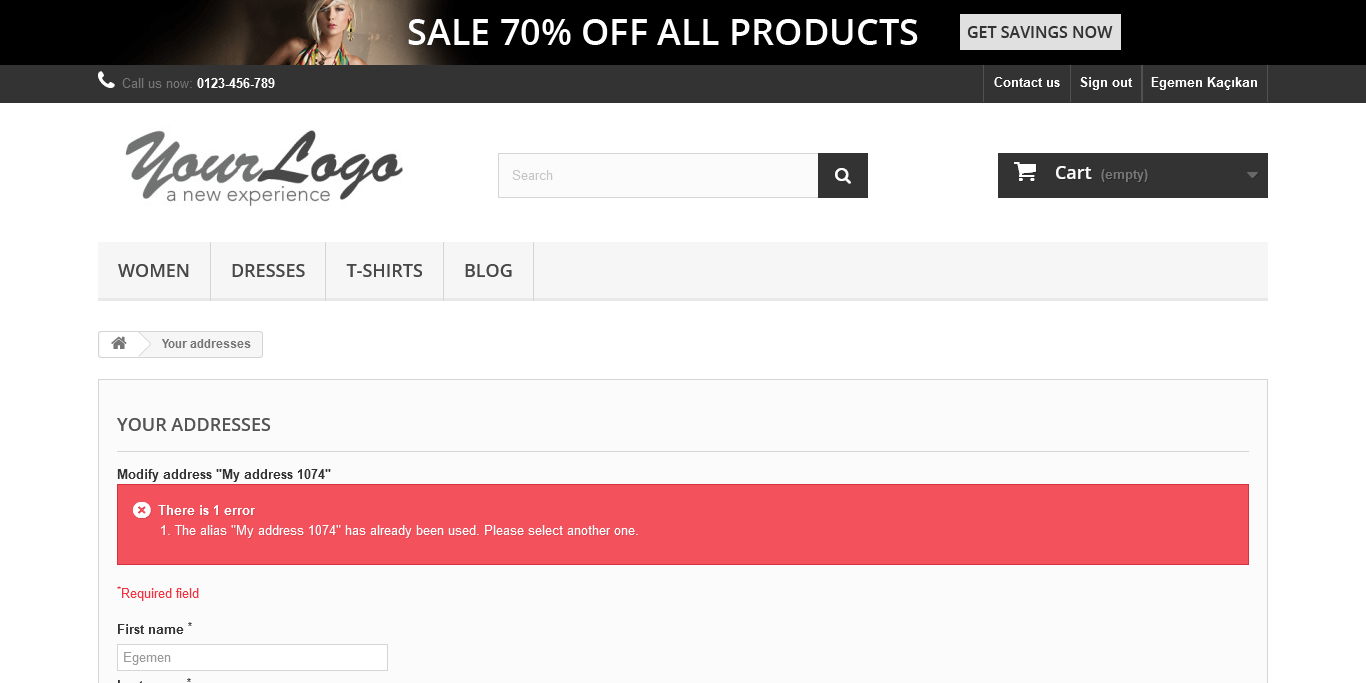 SALE 70% OFF ALL PRODUCTS GET SAVINGS NOW
Call us now: 0123-456-789 Contact us Sign out Egemen Kaçıkan
YourLogo
a new experience
Search
Cart (empty)
WOMEN DRESSES T-SHIRTS BLOG
Your addresses
YOUR ADDRESSES
Modify address "My address 1074"
There is 1 error
1. The alias "My address 1074" has already been used. Please select another one.
*Required field
First name *
Egemen